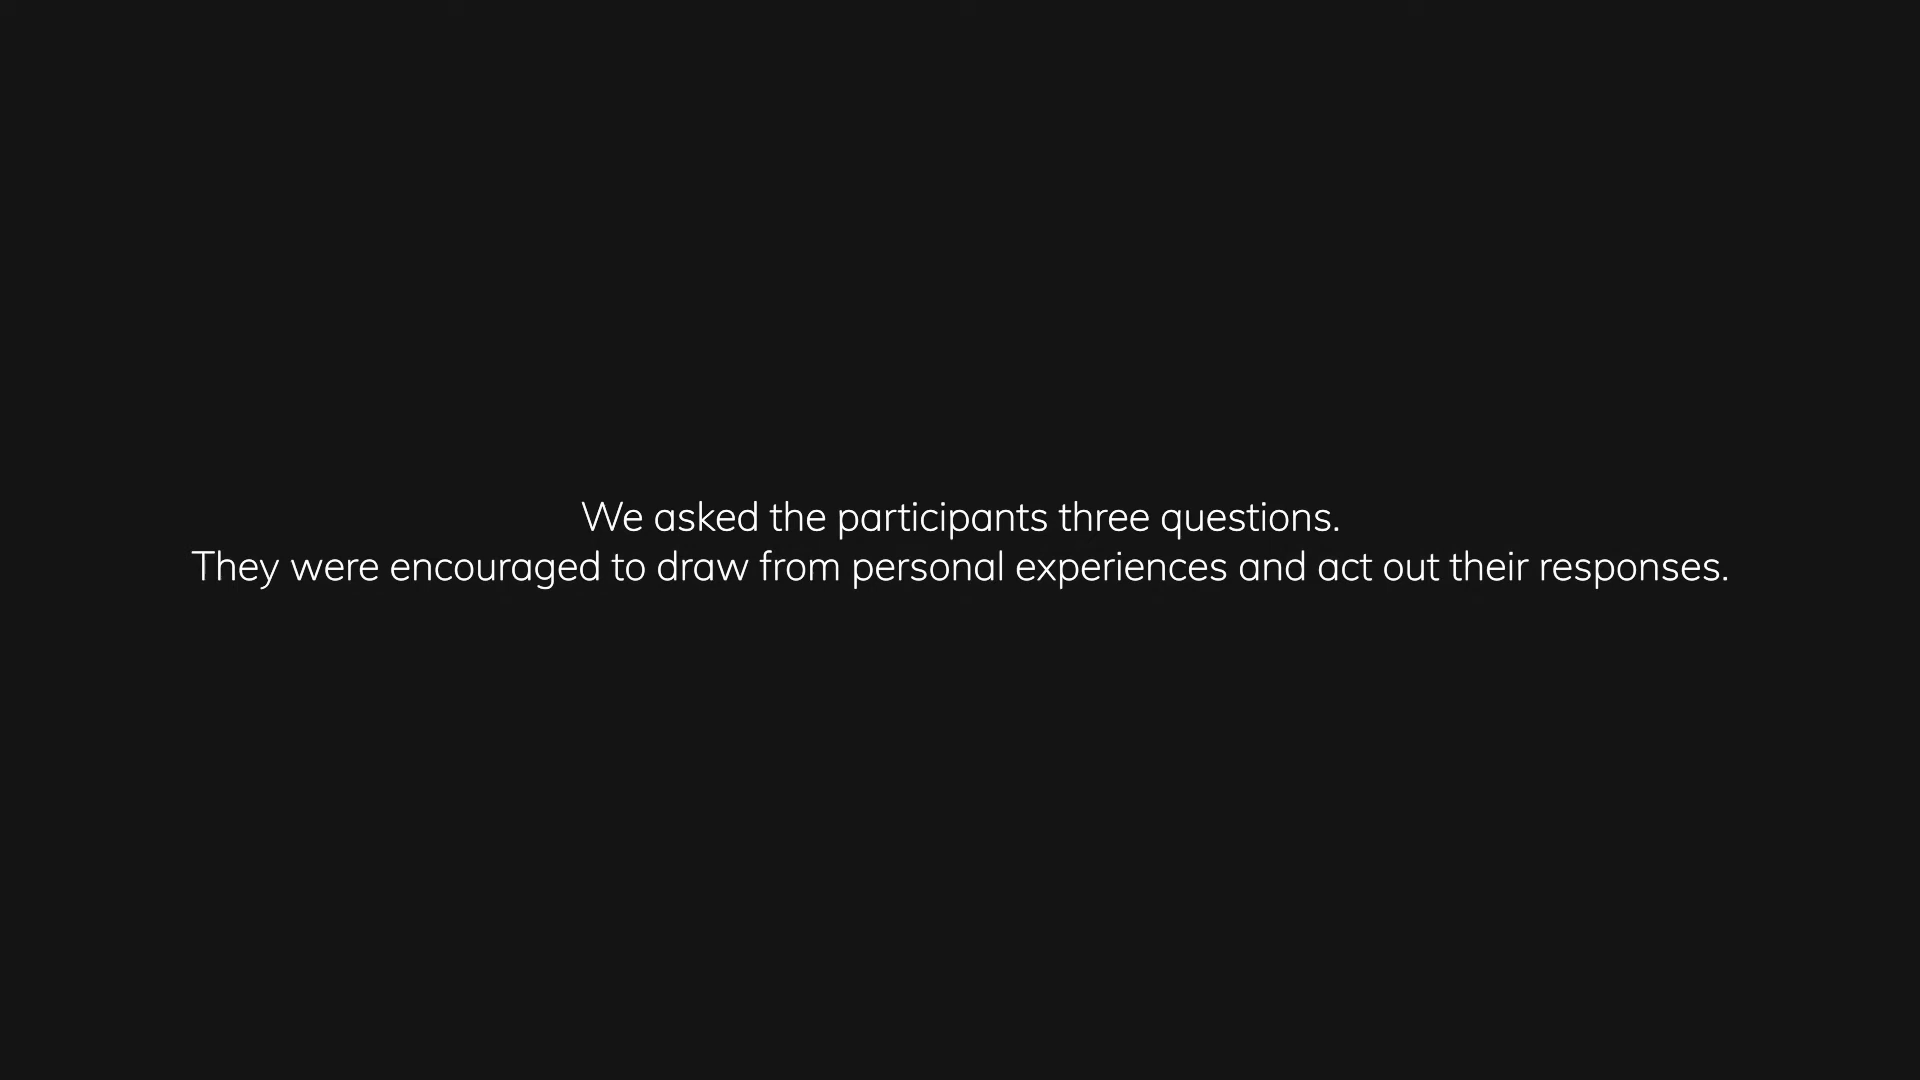 We asked the participants three questions.
They were encouraged to draw from personal experiences and act out their responses.